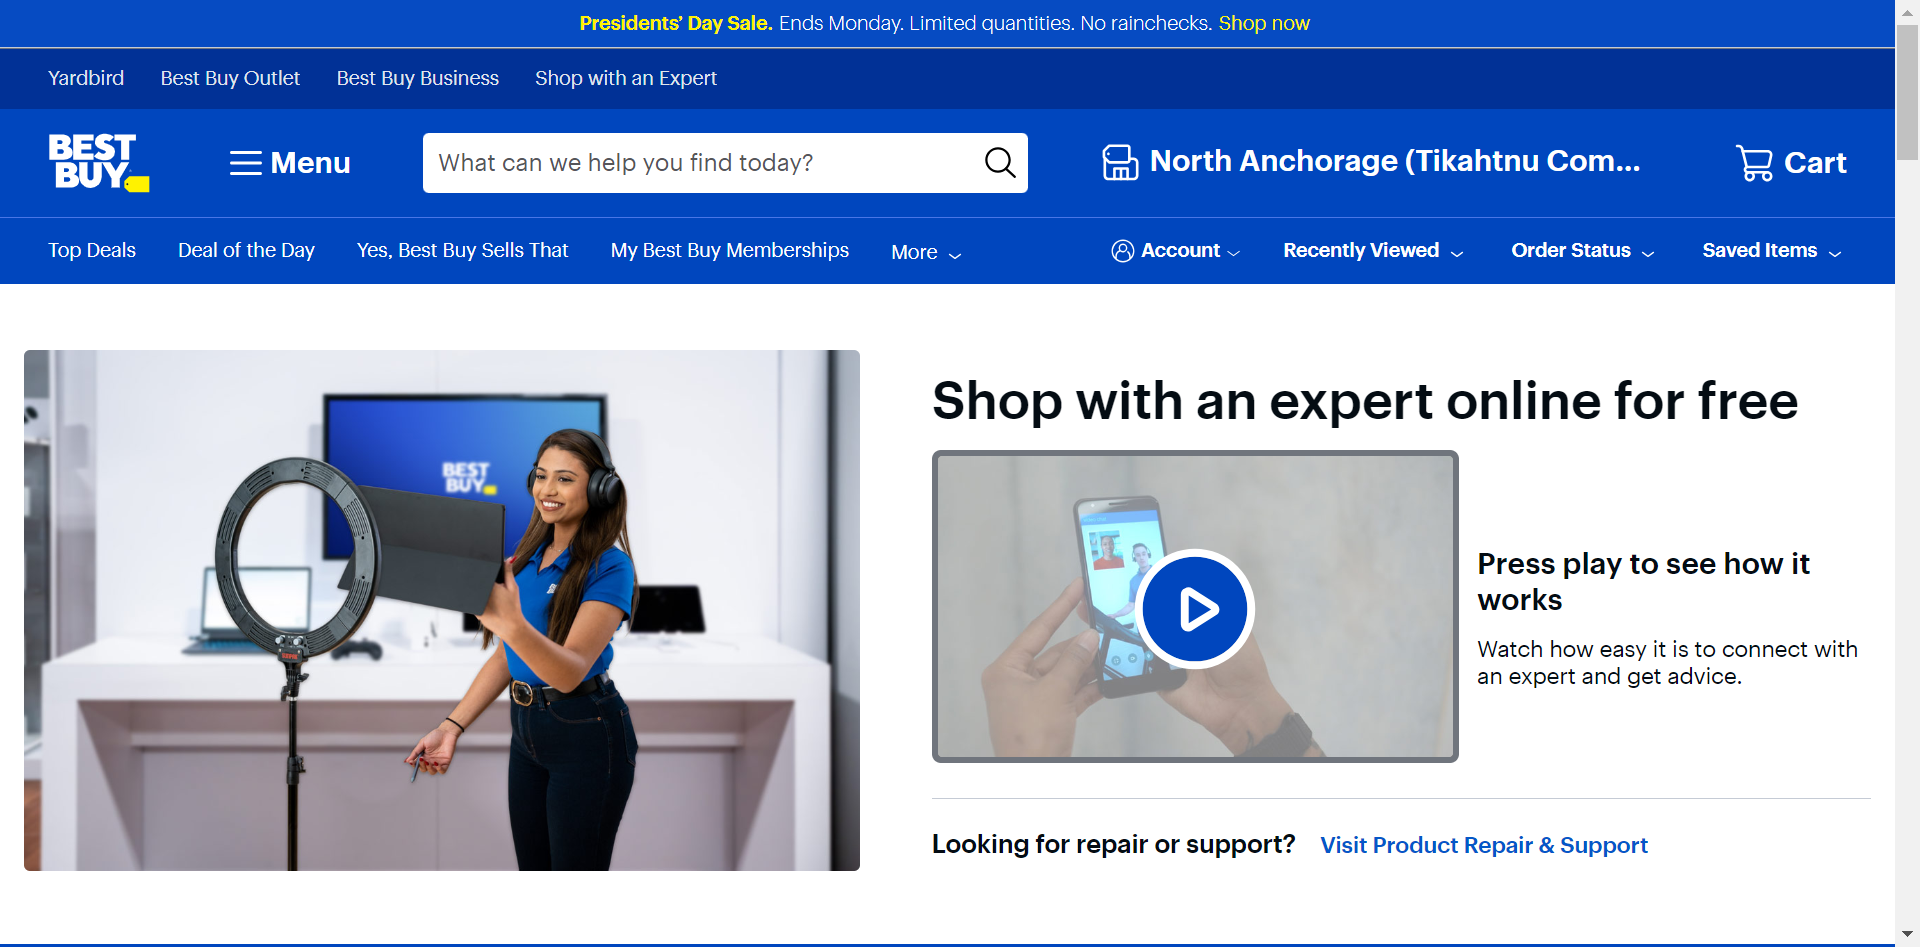 Presidents' Day Sale. Ends Monday. Limited quantities. No rainchecks. Shop now
Yardbird Best Buy Outlet Best Buy Business Shop with an Expert
BEST
BUY
Menu
What can we help you find today?
North Anchorage (Tikahtnu Com...
Cart
Top Deals Deal of the Day Yes, Best Buy Sells That My Best Buy Memberships More
Account Recently Viewed Order Status Saved Items
BEST
BUY
Shop with an expert online for free
Press play to see how it
works
Watch how easy it is to connect with
an expert and get advice.
Looking for repair or support? Visit Product Repair & Support